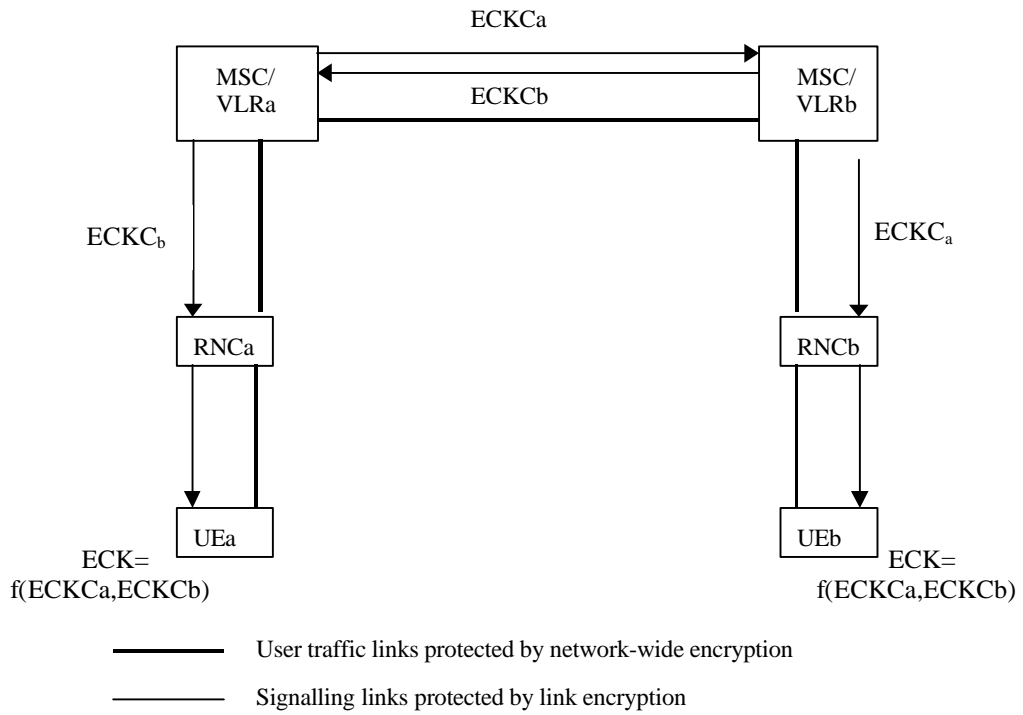 ECKCa
MSC/
VLRa
MSC/
VLRb
ECKCb
ECKCb
ECKCa
RNCa
RNCb
UEa
UEb
ECK=
f(ECKCa,ECKCb)
ECK=
f(ECKCa,ECKCb)
User traffic links protected by network-wide encryption
Signalling links protected by link encryption